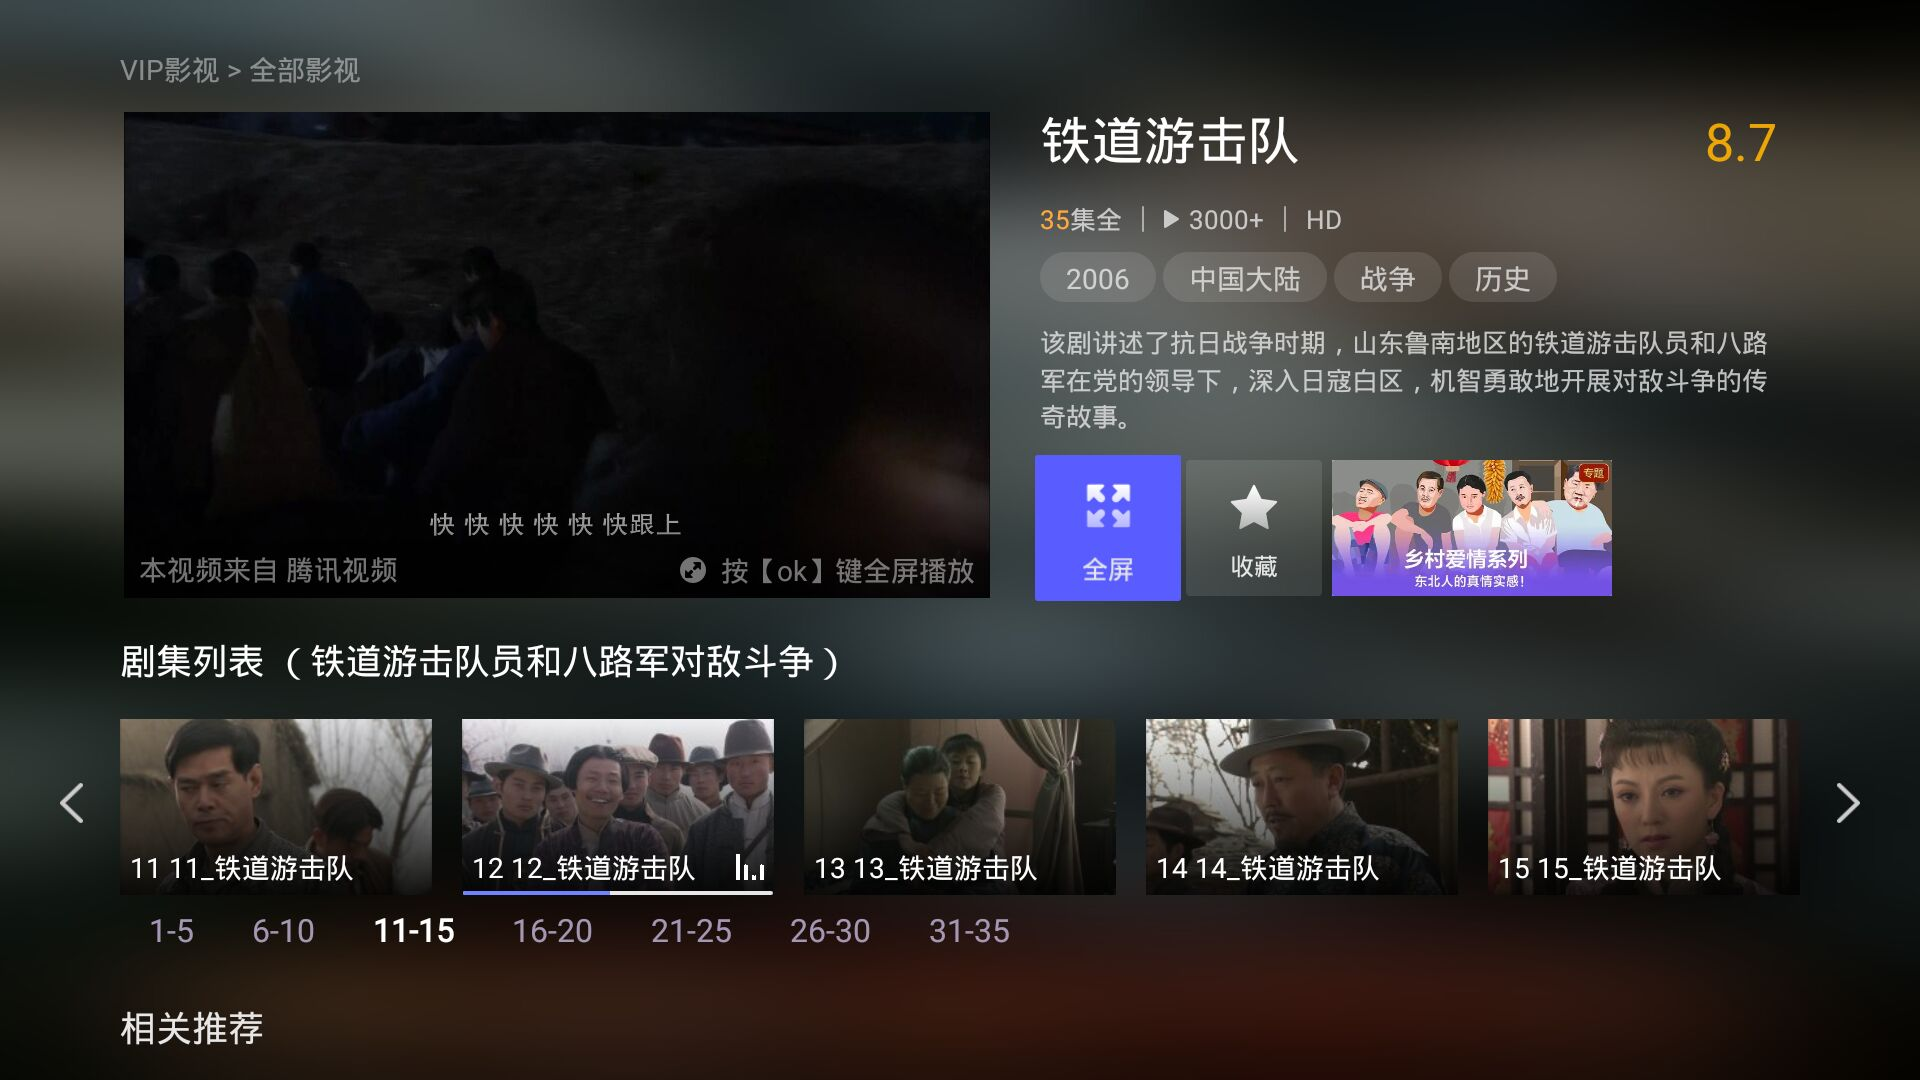 VIP影视 > 全部影视
铁道游击队
8.7
35集全 | 3000+ | HD
2006 中国大陆 战争 历史
该剧讲述了抗日战争时期，山东鲁南地区的铁道游击队员和八路
军在党的领导下，深入日寇白区，机智勇敢地开展对敌斗争的传
奇故事。
快 快 快 快 快 快跟上
本视频来自 腾讯视频
按【ok】键全屏播放
全屏
收藏
专题
乡村爱情系列
东北人的真情实感！
剧集列表（铁道游击队员和八路军对敌斗争）
11 11_铁道游击队
12 12_铁道游击队
13 13_铁道游击队
14 14_铁道游击队
15 15_铁道游击队
1-5 6-10 11-15 16-20 21-25 26-30 31-35
相关推荐